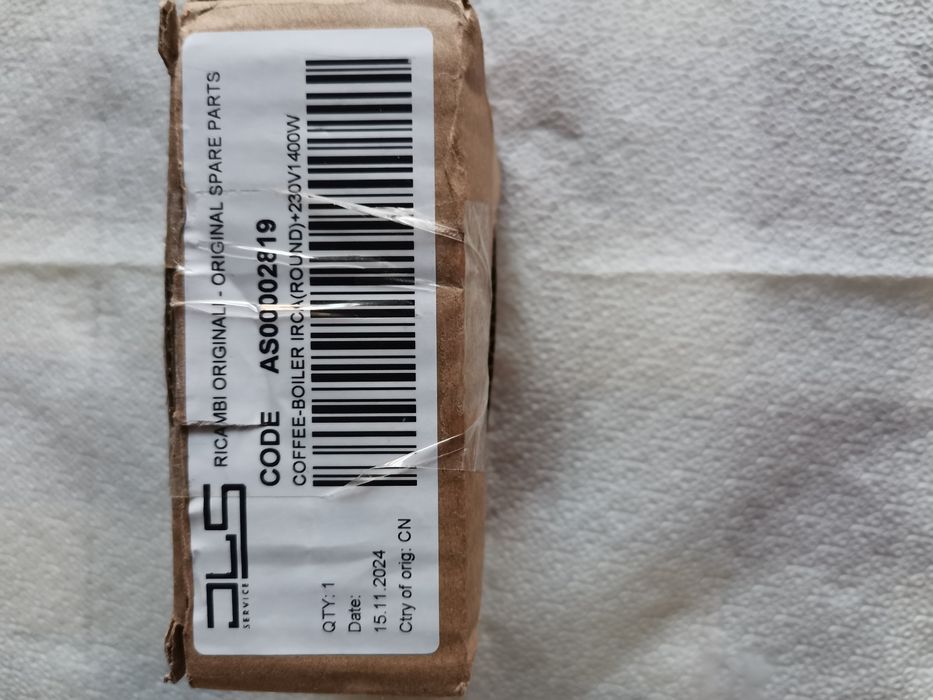 DLS
SERVICE
RICAMBI ORIGINALI - ORIGINAL SPARE PARTS
CODE AS00002819
COFFEE-BOILER IRCA(ROUND)+230V1400W
QTY: 1
Date:
15.11.2024
Ctry of orig: CN